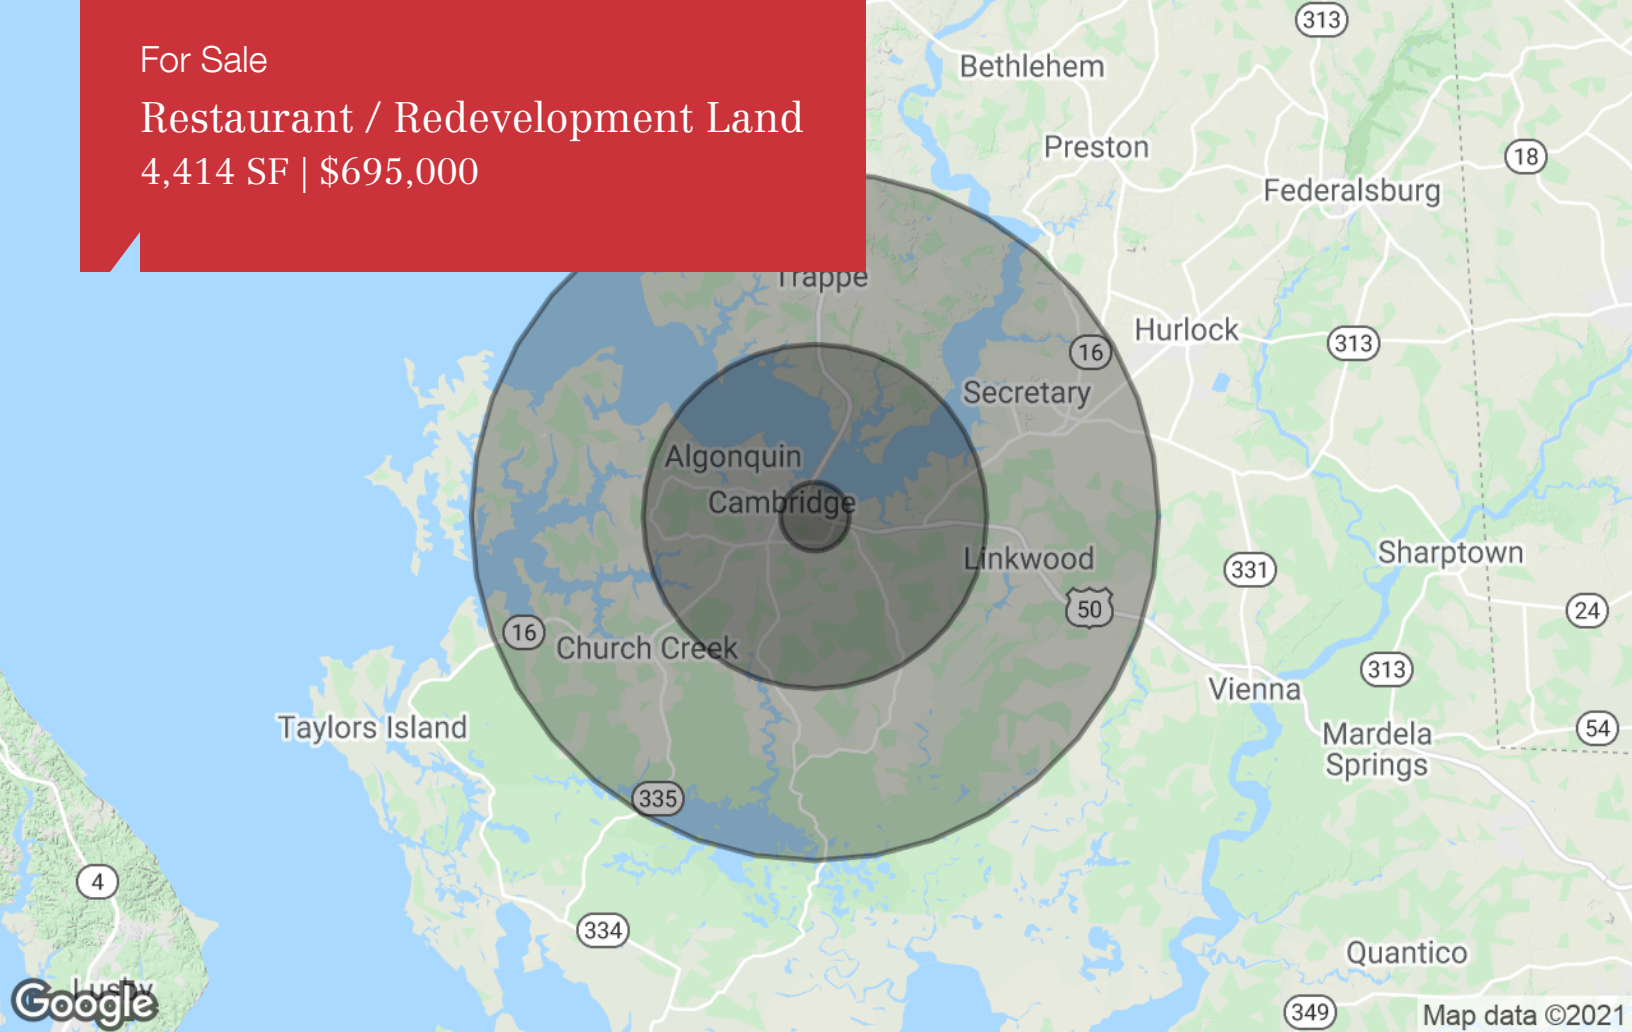 For Sale
Restaurant / Redevelopment Land
4,414 SF | $695,000
313
Bethlehem
Preston
18
Federalsburg
Trappe
Hurlock
313
16
Secretary
Algonquin
Cambridge
Linkwood
Sharptown
331
50
24
16
Church Creek
313
Vienna
Taylors Island
Mardela
Springs
54
335
4
334
Quantico
Lusby
Google
349
Map data ©2021